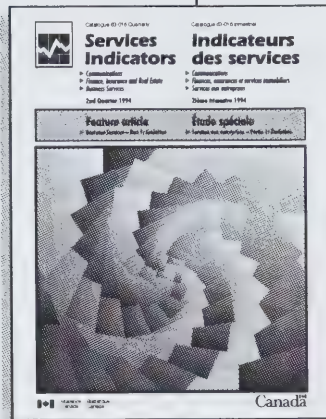 Catalogue 63-016 Quarterly
Services
Indicators
▶ Communications
▶ Finance, Insurance and Real Estate
▶ Business Services
2nd Quarter 1994
Catalogue 63-016 trimestriel
Indicateurs
des services
▶ Communications
▶ Finances, assurances et services immobiliers
▶ Services aux entreprises
2ième trimestre 1994
Feature article
Étude spéciale
Canada